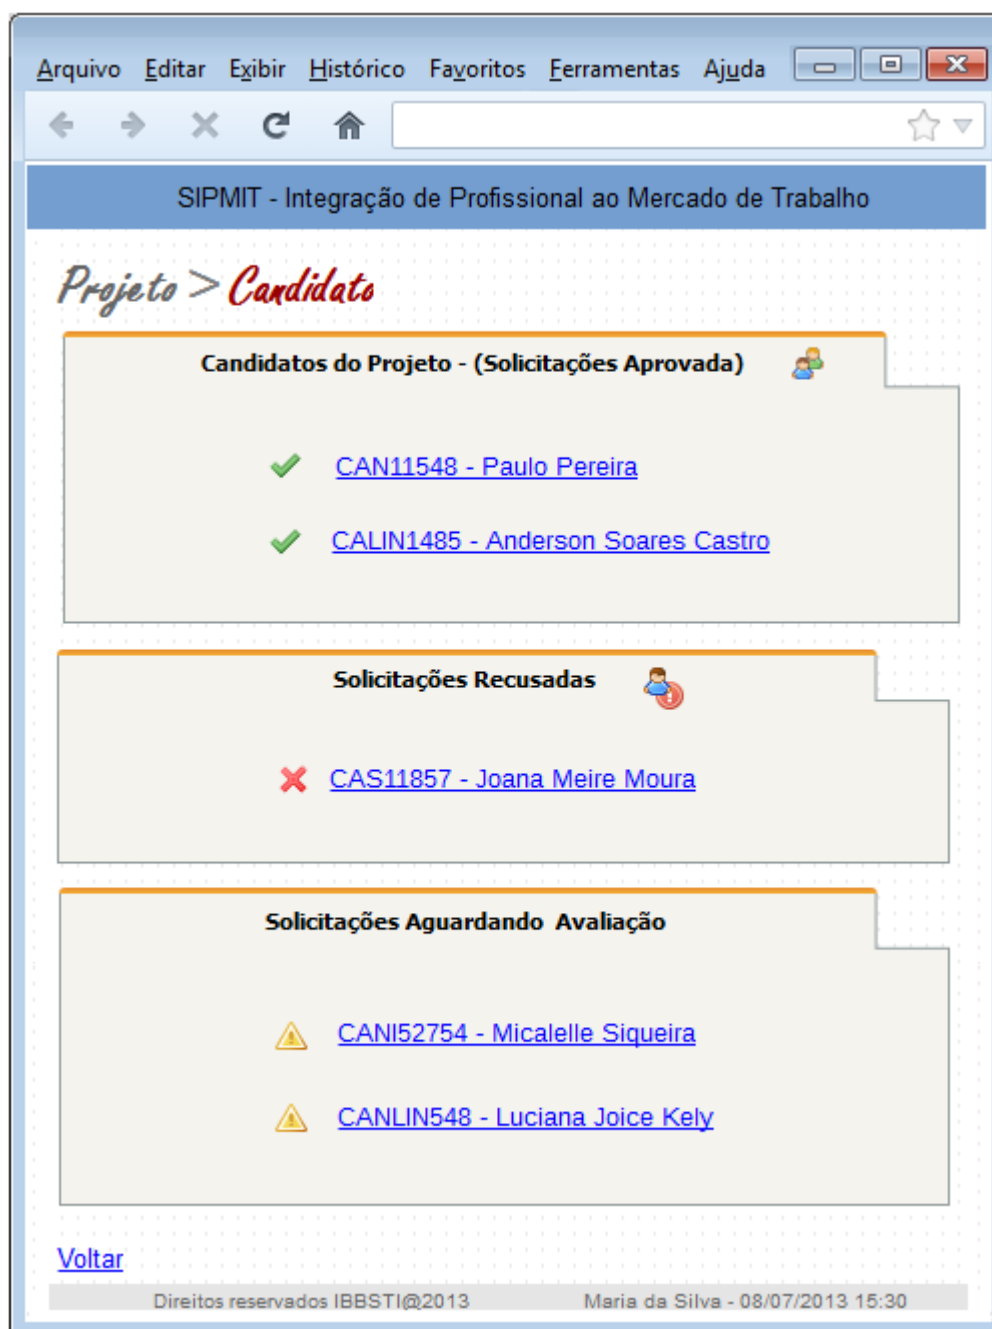 Arquivo Editar Exibir Histórico Favoritos Ferramentas Ajuda
SIPMIT - Integração de Profissional ao Mercado de Trabalho
Projeto > Candidato
Candidatos do Projeto - (Solicitações Aprovada)
CAN11548 - Paulo Pereira
CALIN1485 - Anderson Soares Castro
Solicitações Recusadas
CAS11857 - Joana Meire Moura
Solicitações Aguardando Avaliação
CANI52754 - Micalelle Siqueira
CANLIN548 - Luciana Joice Kely
Voltar
Direitos reservados IBBSTI@2013 Maria da Silva - 08/07/2013 15:30